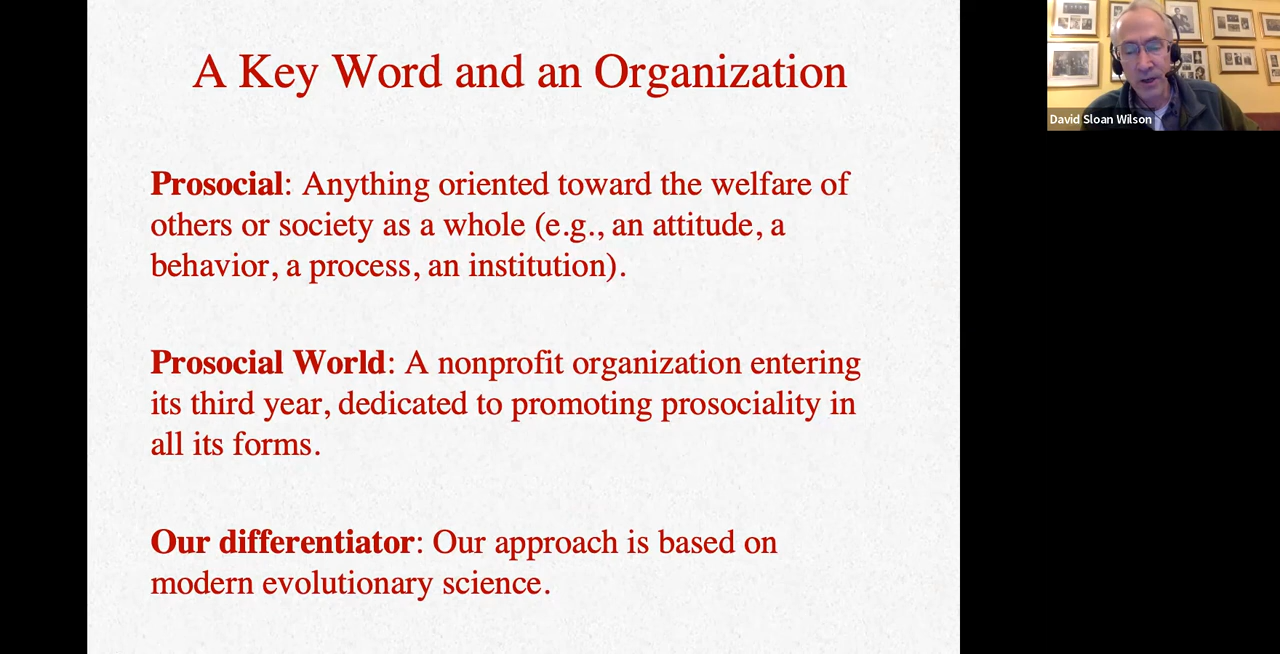 A Key Word and an Organization
Prosocial: Anything oriented toward the welfare of
others or society as a whole (e.g., an attitude, a
behavior, a process, an institution).
Prosocial World: A nonprofit organization entering
its third year, dedicated to promoting prosociality in
all its forms.
Our differentiator: Our approach is based on
modern evolutionary science.
David Sloan Wilson